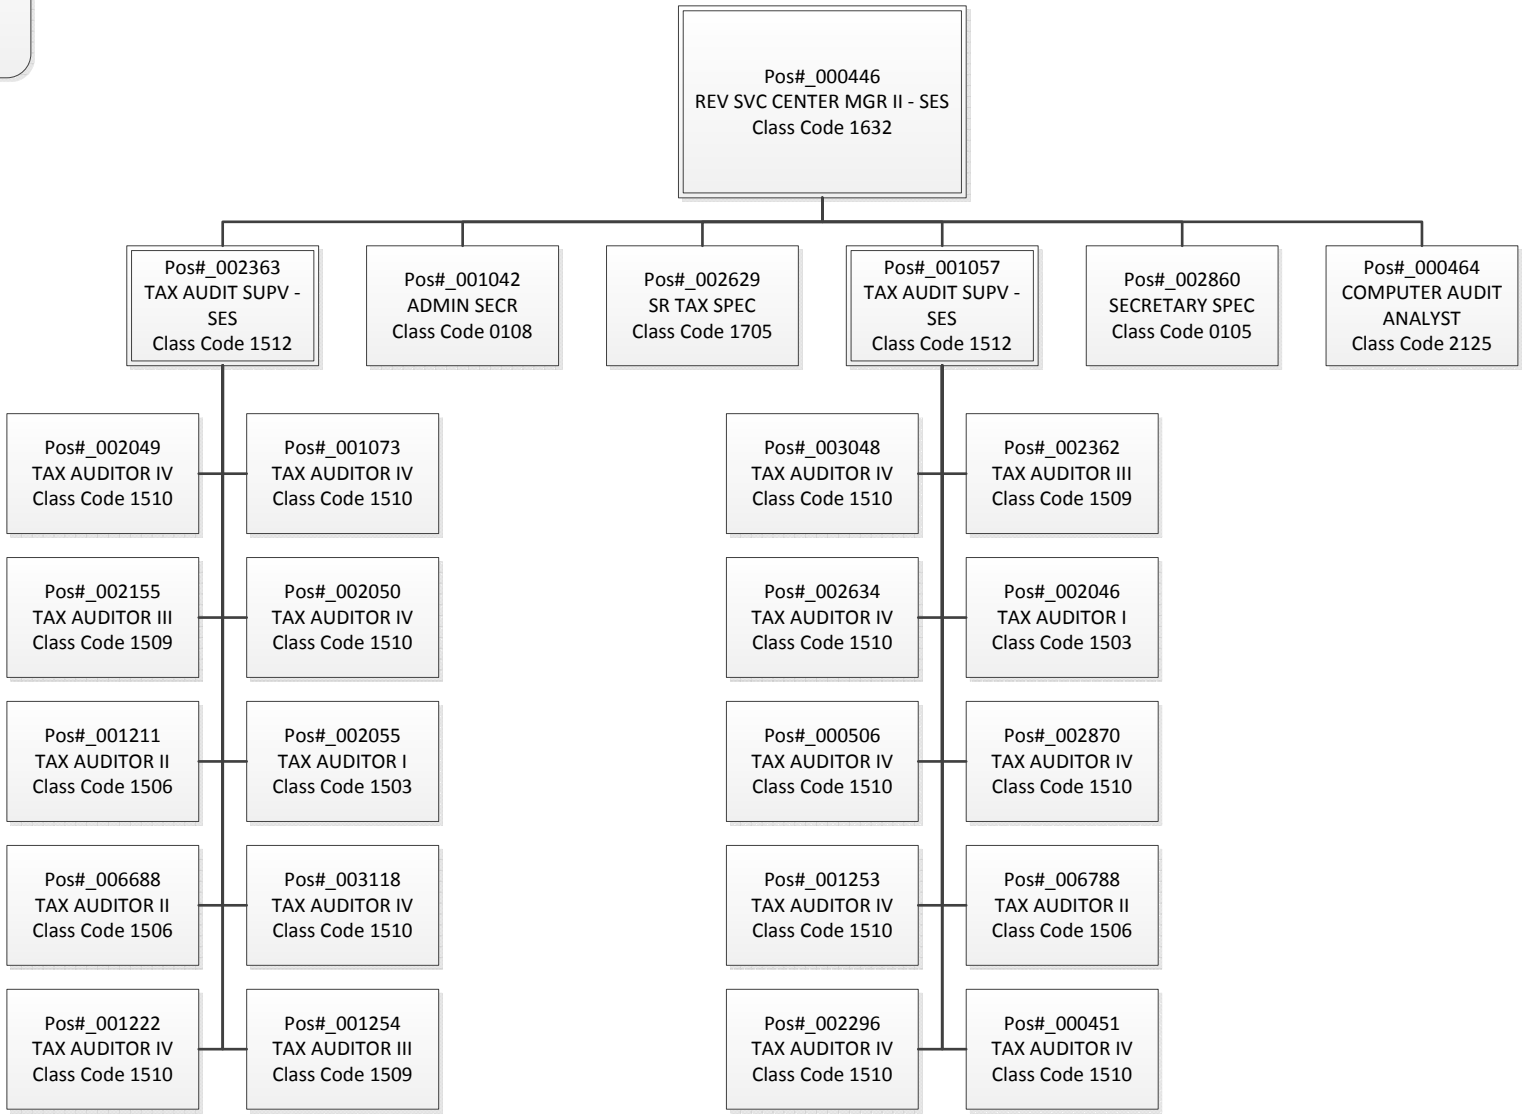 Pos#_000446
REV SVC CENTER MGR II - SES
Class Code 1632
Pos#_002363
TAX AUDIT SUPV -
SES
Class Code 1512
Pos#_001042
ADMIN SECR
Class Code 0108
Pos#_002629
SR TAX SPEC
Class Code 1705
Pos#_001057
TAX AUDIT SUPV -
SES
Class Code 1512
Pos#_002860
SECRETARY SPEC
Class Code 0105
Pos#_000464
COMPUTER AUDIT
ANALYST
Class Code 2125
Pos#_002049
TAX AUDITOR IV
Class Code 1510
Pos#_001073
TAX AUDITOR IV
Class Code 1510
Pos#_003048
TAX AUDITOR IV
Class Code 1510
Pos#_002362
TAX AUDITOR III
Class Code 1509
Pos#_002155
TAX AUDITOR III
Class Code 1509
Pos#_002050
TAX AUDITOR IV
Class Code 1510
Pos#_002634
TAX AUDITOR IV
Class Code 1510
Pos#_002046
TAX AUDITOR I
Class Code 1503
Pos#_001211
TAX AUDITOR II
Class Code 1506
Pos#_002055
TAX AUDITOR I
Class Code 1503
Pos#_000506
TAX AUDITOR IV
Class Code 1510
Pos#_002870
TAX AUDITOR IV
Class Code 1510
Pos#_006688
TAX AUDITOR II
Class Code 1506
Pos#_003118
TAX AUDITOR IV
Class Code 1510
Pos#_001253
TAX AUDITOR IV
Class Code 1510
Pos#_006788
TAX AUDITOR II
Class Code 1506
Pos#_001222
TAX AUDITOR IV
Class Code 1510
Pos#_001254
TAX AUDITOR III
Class Code 1509
Pos#_002296
TAX AUDITOR IV
Class Code 1510
Pos#_000451
TAX AUDITOR IV
Class Code 1510